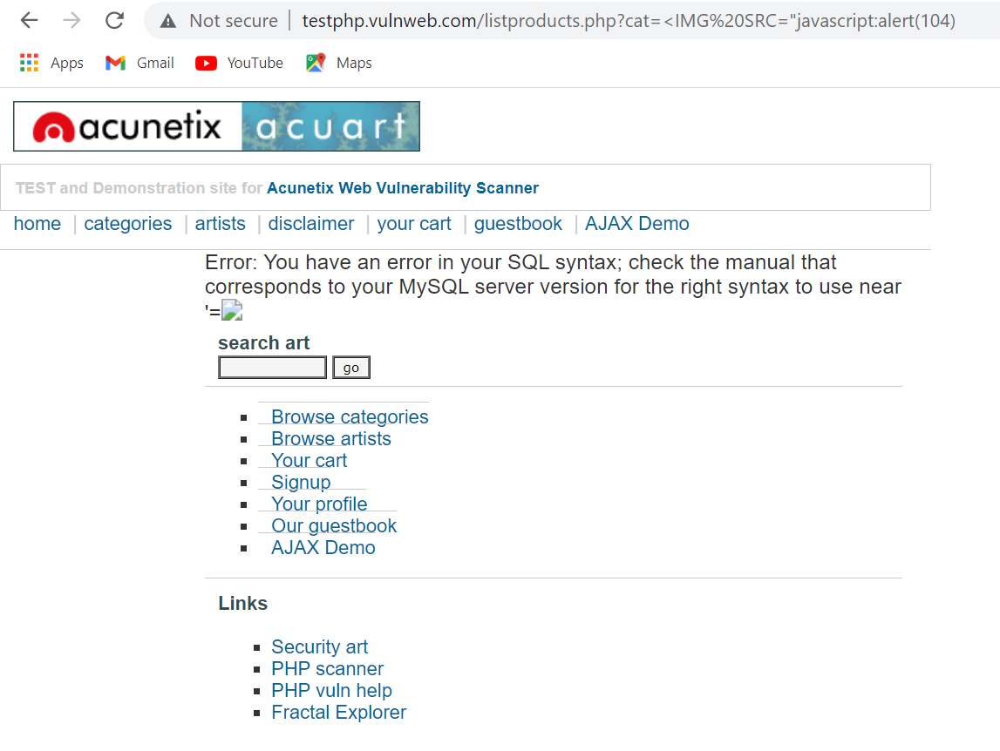 Not secure | testphp.vulnweb.com/listproducts.php?cat=<IMG%20SRC="javascript:alert(104)
Apps Gmail YouTube Maps
acunetix acuart
TEST and Demonstration site for Acunetix Web Vulnerability Scanner
home | categories | artists | disclaimer | your cart | guestbook | AJAX Demo
Error: You have an error in your SQL syntax; check the manual that
corresponds to your MySQL server version for the right syntax to use near
'=
search art
go
Browse categories
Browse artists
Your cart
Signup
Your profile
Our guestbook
AJAX Demo
Links
Security art
PHP scanner
PHP vuln help
Fractal Explorer